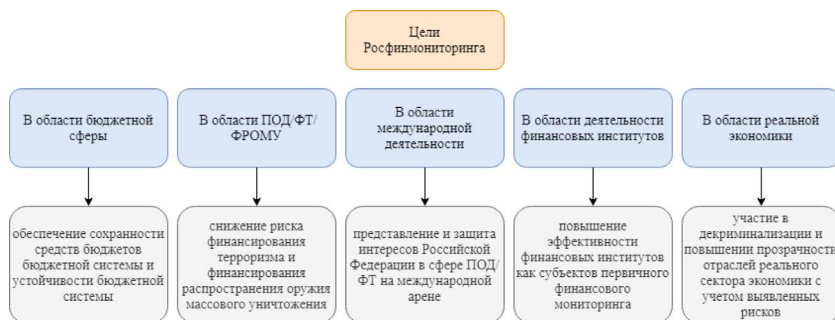 Цели
Росфинмониторинга
В области бюджетной
сферы
В области ПОД/ФТ/
ФРОМУ
В области
международной
деятельности
В области деятельности
финансовых институтов
В области реальной
экономики
обеспечение сохранности
средств бюджетов
бюджетной системы и
устойчивости бюджетной
системы
снижение риска
финансирования
терроризма и
финансирования
распространения оружия
массового уничтожения
представление и защита
интересов Российской
Федерации в сфере ПОД/
ФТ на международной
арене
повышение
эффективности
финансовых институтов
как субъектов первичного
финансового
мониторинга
участие в
декриминализации и
повышении прозрачности
отраслей реального
сектора экономики с
учетом выявленных
рисков